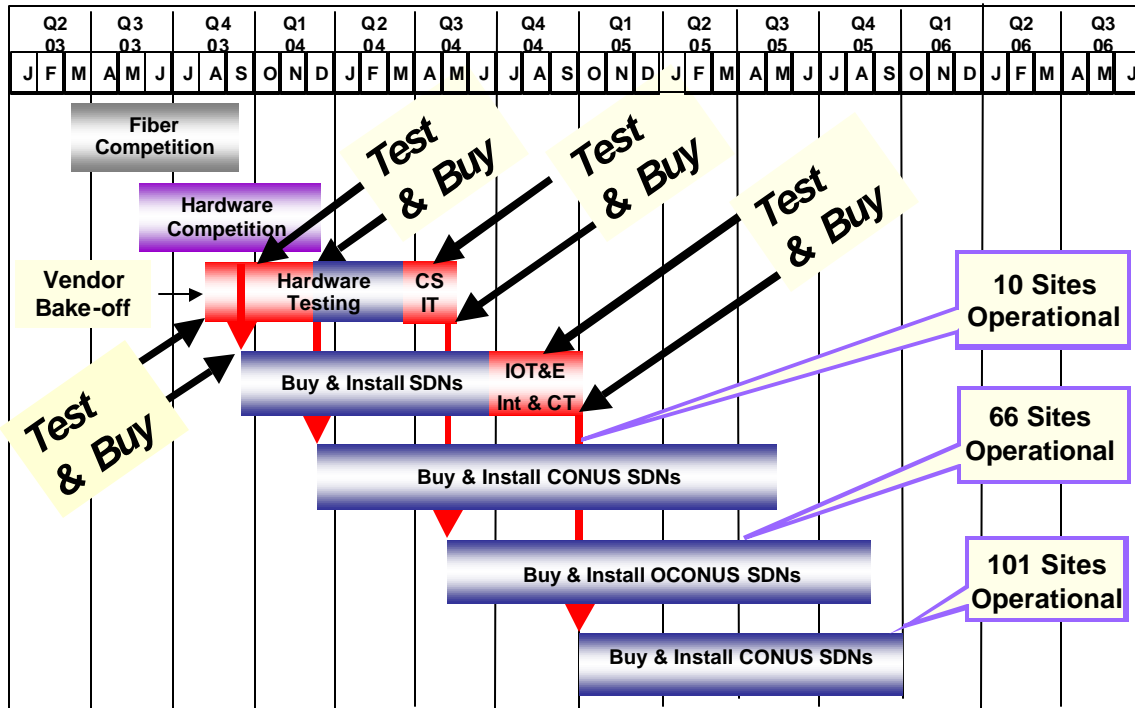 Q2 Q3 Q4 Q1 Q2 Q3 Q4 Q1 Q2 Q3 Q4 Q1 Q2 Q3
03 03 03 04 04 04 04 05 05 05 05 06 06 06
J F M A M J J A S O N D J F M A M J J A S O N D J F M A M J J A S O N D J F M A M J
Fiber
Competition
Test
& Buy
Test
& Buy
Test
& Buy
Hardware
Competition
Vendor
Bake-off
Hardware
Testing
CS
IT
10 Sites
Operational
Buy & Install SDNs
IOT&E
Int & CT
Test
& Buy
66 Sites
Operational
Buy & Install CONUS SDNs
Buy & Install OCONUS SDNs
101 Sites
Operational
Buy & Install CONUS SDNs